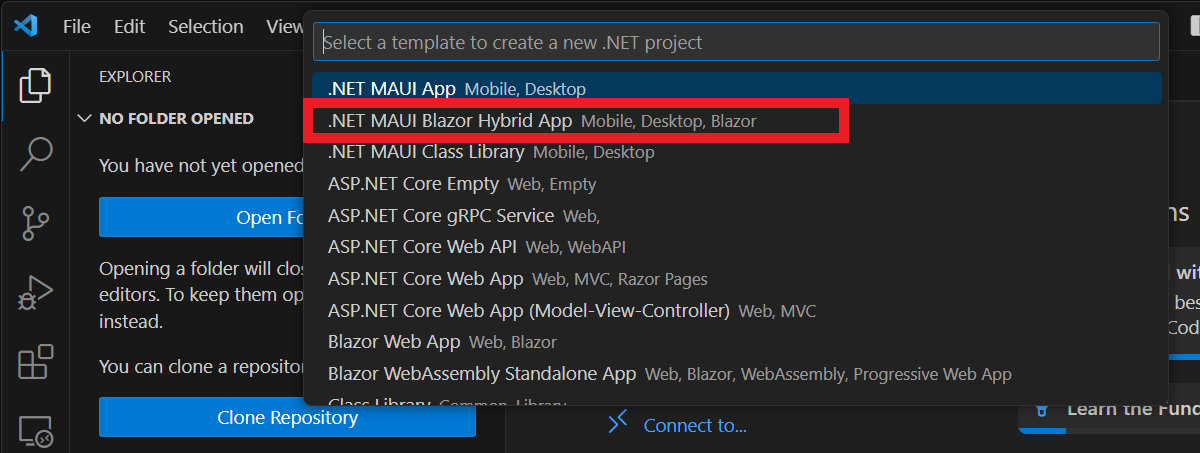 File Edit Selection View
Select a template to create a new .NET project
EXPLORER
NO FOLDER OPENED
You have not yet opened
Open Fo
Opening a folder will clos
editors. To keep them op
instead.
You can clone a repositor
Clone Repository
.NET MAUI App Mobile, Desktop
.NET MAUI Blazor Hybrid App Mobile, Desktop, Blazor
.NET MAUI Class Library Mobile, Desktop
ASP.NET Core Empty Web, Empty
ASP.NET Core gRPC Service Web,
ASP.NET Core Web API Web, WebAPI
ASP.NET Core Web App Web, MVC, Razor Pages
ASP.NET Core Web App (Model-View-Controller) Web, MVC
Blazor Web App Web, Blazor
Blazor WebAssembly Standalone App Web, Blazor, WebAssembly, Progressive Web App
Class Library Common, Library
Connect to...
ns
wit
bes
Cod
Learn the Fund